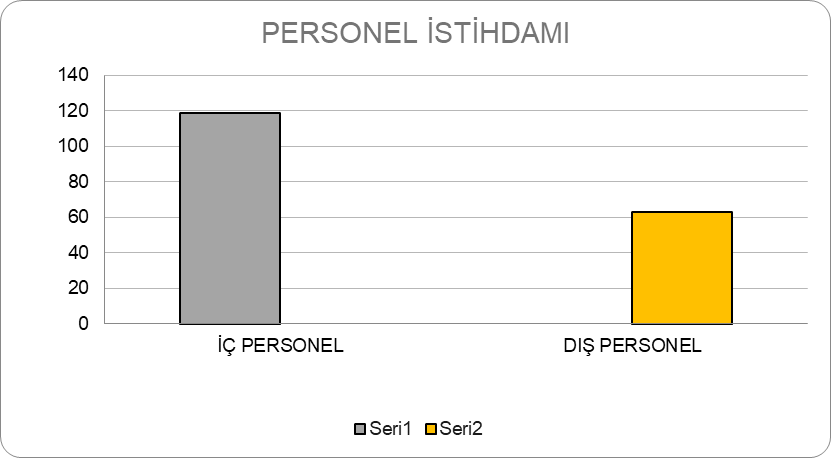 PERSONEL İSTİHDAMI
140
120
100
80
60
40
20
0
İÇ PERSONEL DIŞ PERSONEL
Seri1 Seri2